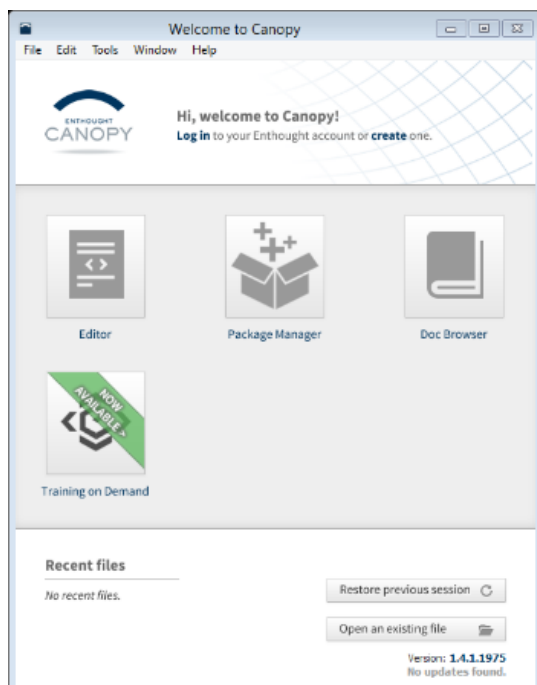 Welcome to Canopy
File Edit Tools Window Help
ENTHOUGHT
CANOPY
Hi, welcome to Canopy!
Log in to your Enthought account or create one.
Editor
Package Manager
Doc Browser
NOW
AVAILABLE >
Training on Demand
Recent files
No recent files.
Restore previous session
Open an existing file
Version: 1.4.1.1975
No updates found.